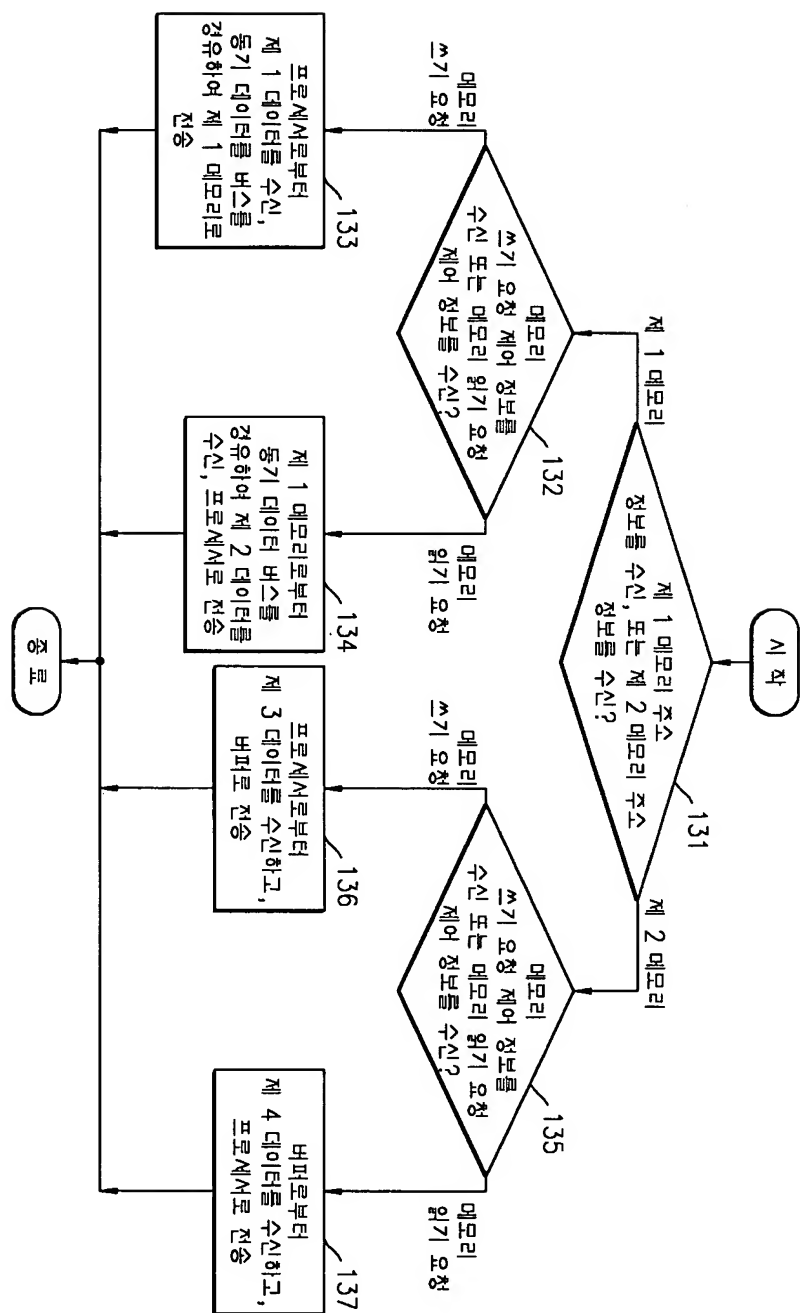 시 작
제 1 메모리 주소
정보를 수신, 또는 제 2 메모리 주소
정보를 수신?
131
제 1 메모리
제 2 메모리
메모리
쓰기 요청 제어 정보를
수신 또는 메모리 읽기 요청
제어 정보를 수신?
132
메모리
쓰기 요청 제어 정보를
수신 또는 메모리 읽기 요청
제어 정보를 수신?
135
메모리
쓰기 요청
메모리
읽기 요청
메모리
쓰기 요청
메모리
읽기 요청
프로세서로부터
제 1 데이터를 수신,
동기 데이터를 버스를
경유하여 제 1 메모리로
전송
133
제 1 메모리로부터
동기 데이터 버스를
경유하여 제 2 데이터를
수신, 프로세서로 전송
134
프로세서로부터
제 3 데이터를 수신하고,
버퍼로 전송
136
버퍼로부터
제 4 데이터를 수신하고,
프로세서로 전송
137
종 료